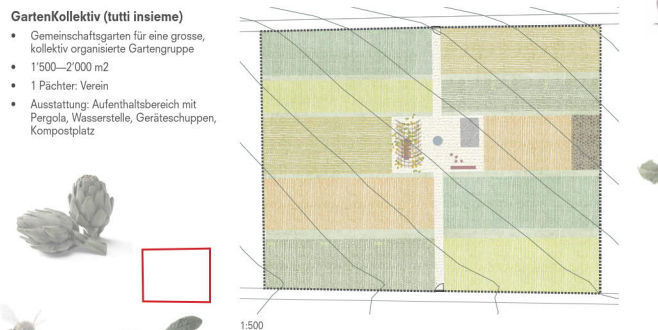 GartenKollektiv (tutti insieme)
• Gemeinschaftsgarten für eine grosse,
kollektiv organisierte Gartengruppe
• 1'500—2'000 m2
• 1 Pächter: Verein
• Ausstattung: Aufenthaltsbereich mit
Pergola, Wasserstelle, Geräteschuppen,
Kompostplatz
1:500